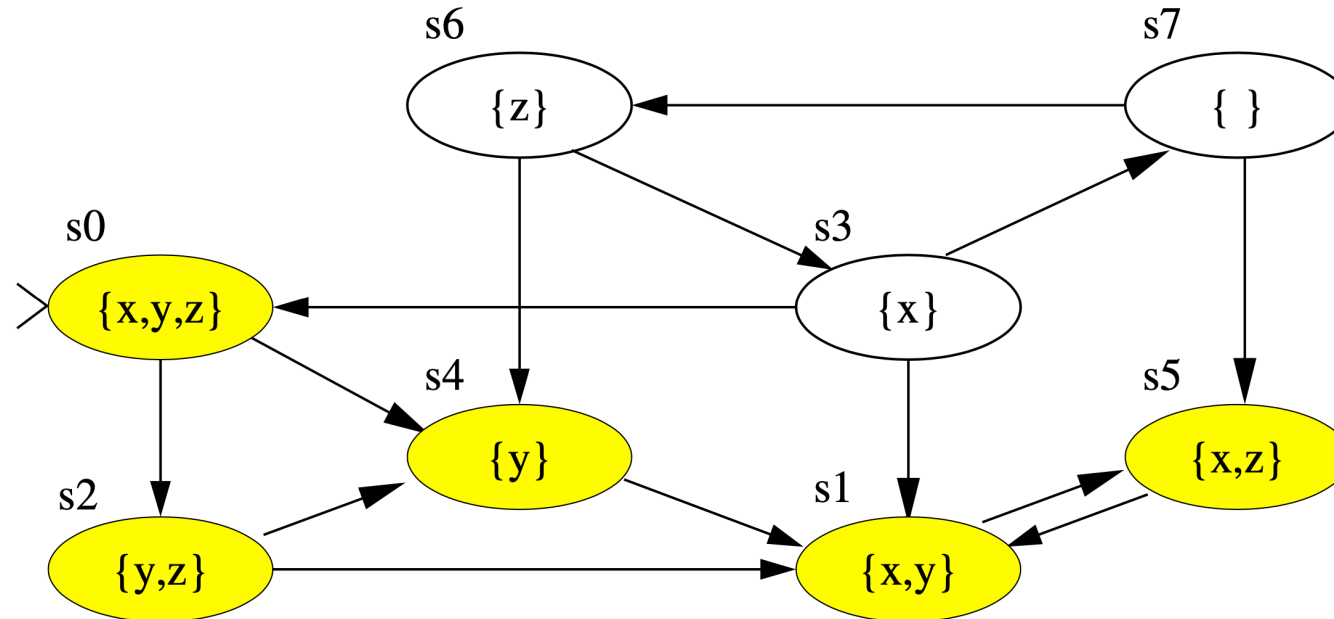 s6
s7
{z}
{ }
s0
s3
{x,y,z}
{x}
s4
s5
{y}
{x,z}
s2
s1
{y,z}
{x,y}